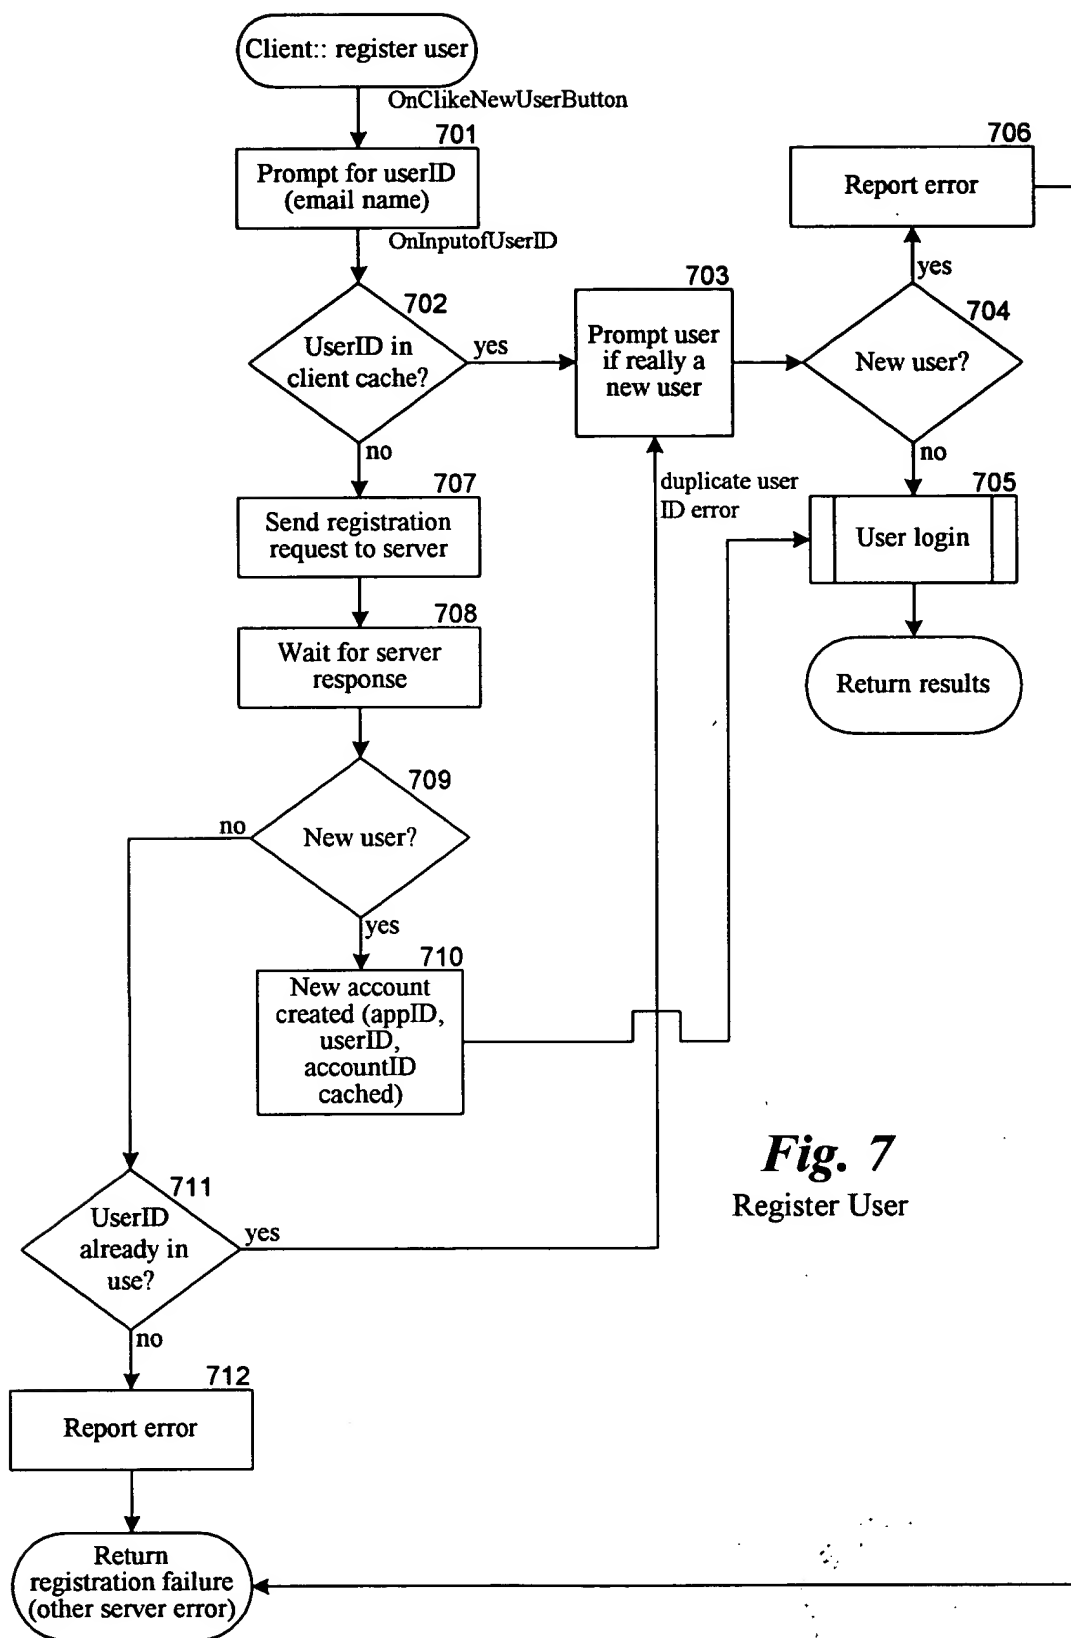 Client:: register user
OnClikeNewUserButton
701
Prompt for userID
(email name)
OnInputofUserID
702
UserID in
client cache?
yes
no
703
Prompt user
if really a
new user
706
Report error
yes
704
New user?
no
705
User login
Return results
duplicate user
ID error
707
Send registration
request to server
708
Wait for server
response
709
New user?
no
yes
710
New account
created (appID,
userID,
accountID
cached)
711
UserID
already in
use?
yes
no
712
Report error
Return
registration failure
(other server error)
Fig. 7
Register User